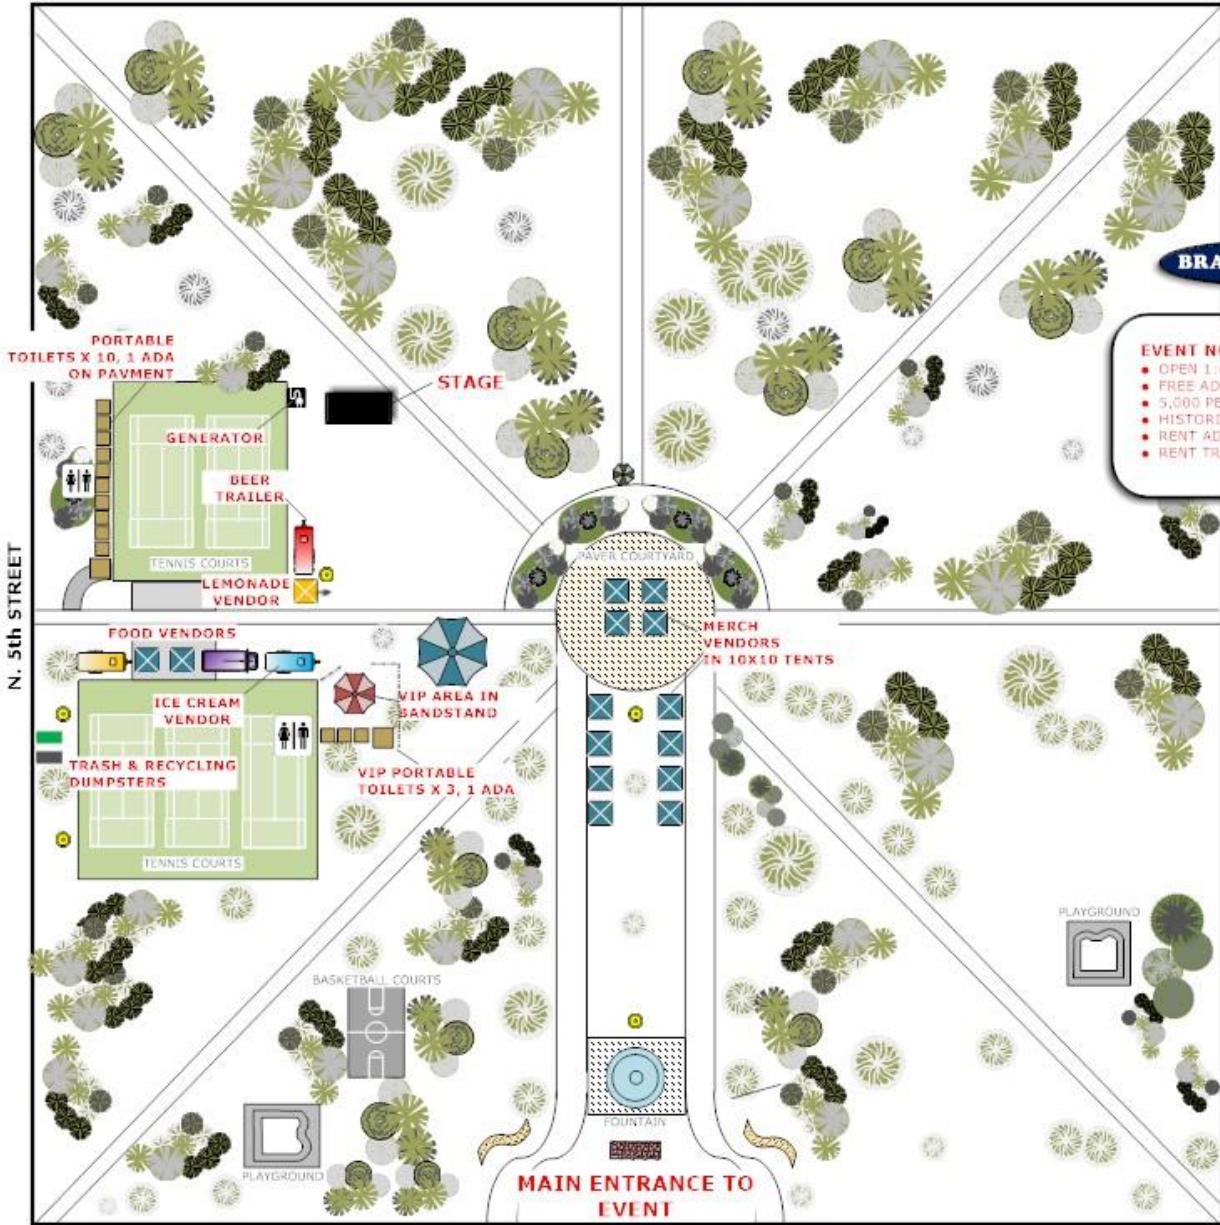 BRA
PORTABLE
TOILETS X 10, 1 ADA
ON PAVMENT
STAGE
EVENT NO
OPEN 1:
FREE AD
5,000 PE
HISTORI
RENT AD
RENT TR
GENERATOR
BEER
TRAILER
TENNIS COURTS
LEMONADE
VENDOR
PAVER COURTYARD
N. 5th STREET
FOOD VENDORS
MERCH
VENDORS
IN 10X10 TENTS
ICE CREAM
VENDOR
VIP AREA IN
BANDSTAND
TRASH & RECYCLING
DUMPSTERS
VIP PORTABLE
TOILETS X 3, 1 ADA
TENNIS COURTS
PLAYGROUND
BASKETBALL COURTS
FOUNTAIN
PLAYGROUND
MAIN ENTRANCE TO
EVENT